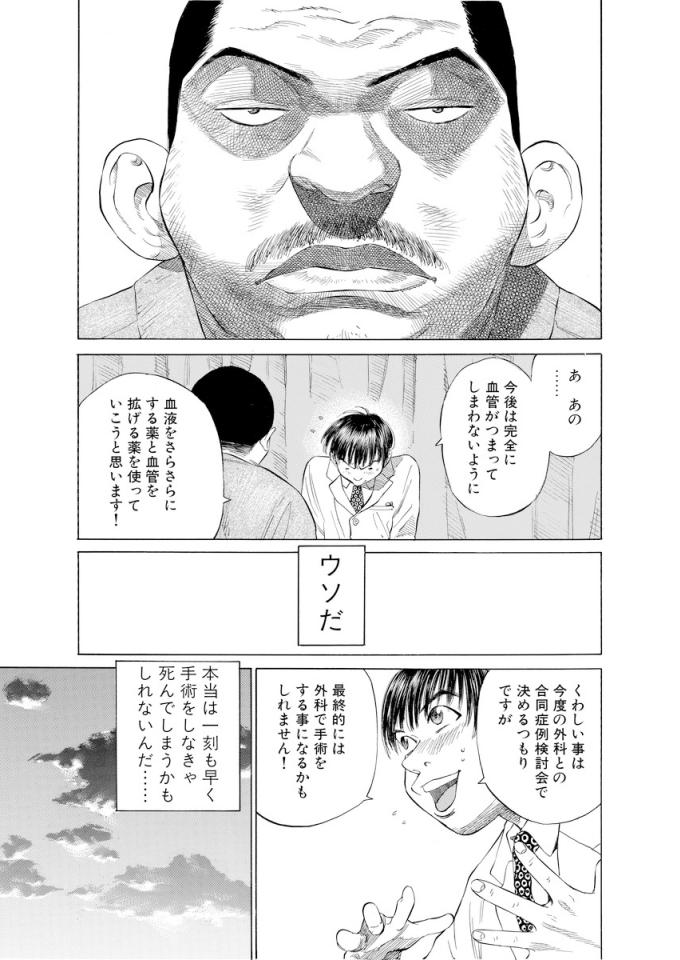 あ　あの
……
今後は完全に
血管がつまって
しまわないように
血液をさらさらに
する薬と血管を
拡げる薬を使って
いこうと思います！
ウソだ
くわしい事は
今度の外科との
合同症例検討会で
決めるつもり
ですが
最終的には
外科で手術を
する事になるかも
しれません！
本当は一刻も早く
手術をしなきゃ
死んでしまうかも
しれないんだ……